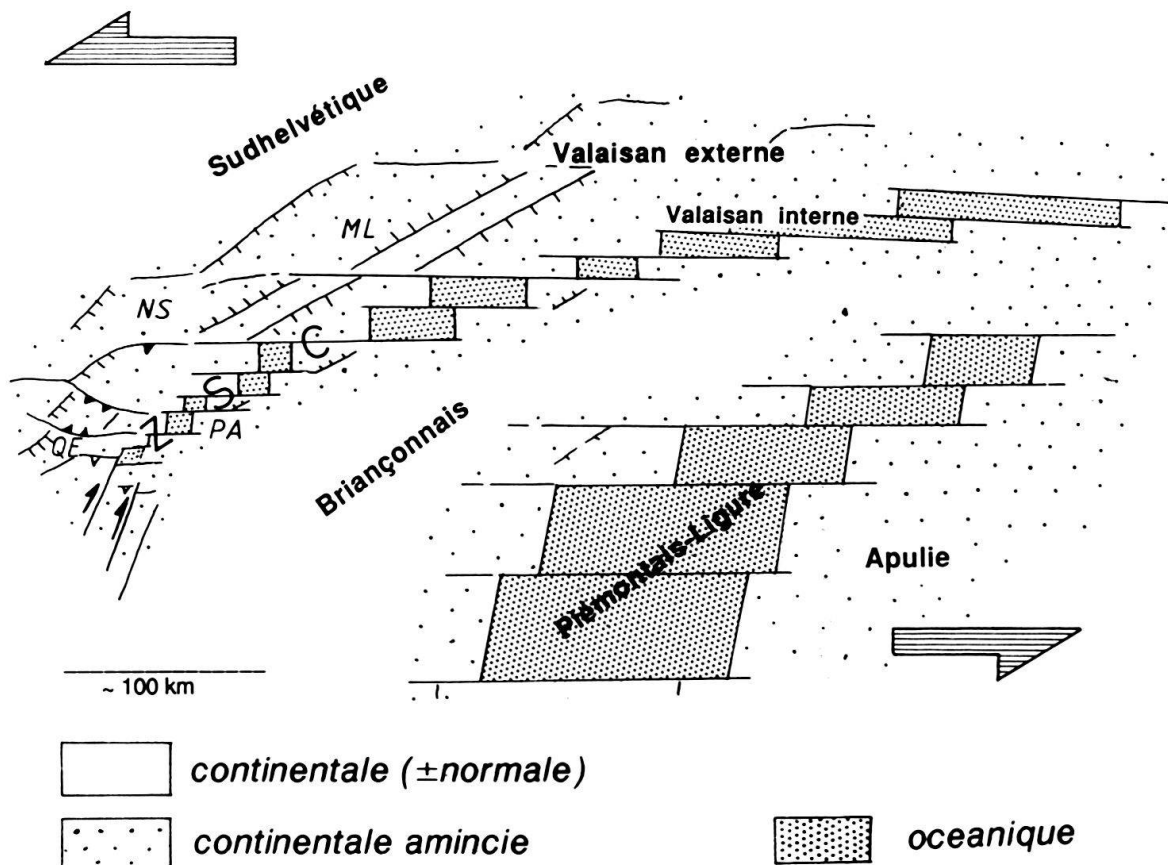 Sudhelvétique
Valaisan externe
Valaisan interne
ML
NS
C
S
Z
PA
QE
Briançonnais
Piémontais-Ligure
Apulie
~ 100 km
continentale (±normale)
continentale amincie
oceanique